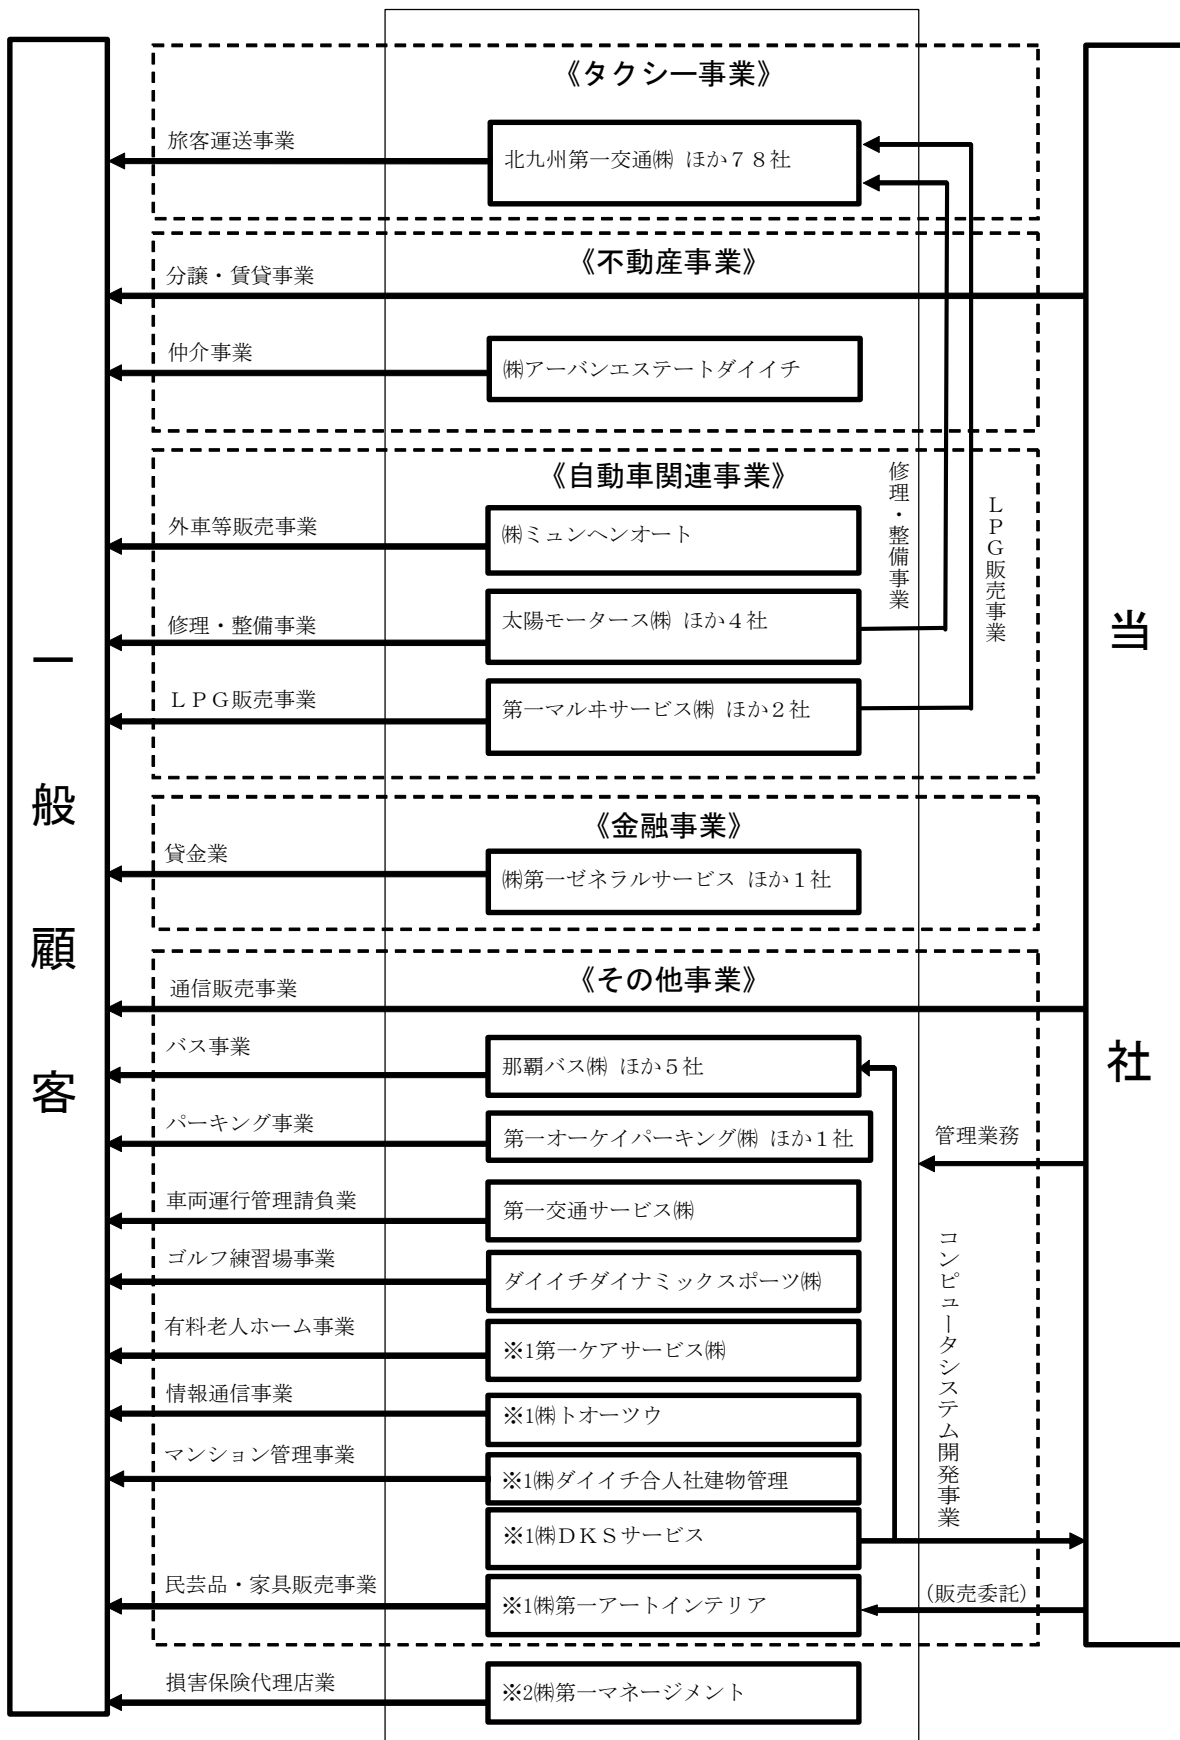 《タクシー事業》
旅客運送事業
北九州第一交通㈱ ほか７８社
《不動産事業》
分譲・賃貸事業
仲介事業
㈱アーバンエステートダイイチ
《自動車関連事業》
外車等販売事業
㈱ミュンヘンオート
修理・整備事業
太陽モータース㈱ ほか４社
ＬＰＧ販売事業
第一マルヰサービス㈱ ほか２社
修理・整備事業
ＬＰＧ販売事業
《金融事業》
貸金業
㈱第一ゼネラルサービス ほか１社
《その他事業》
通信販売事業
バス事業
那覇バス㈱ ほか５社
パーキング事業
第一オーケイパーキング㈱ ほか１社
管理業務
車両運行管理請負業
第一交通サービス㈱
ゴルフ練習場事業
ダイイチダイナミックスポーツ㈱
有料老人ホーム事業
※1第一ケアサービス㈱
情報通信事業
※1㈱トオーツウ
マンション管理事業
※1㈱ダイイチ合人社建物管理
※1㈱ＤＫＳサービス
コンピュータシステム開発事業
民芸品・家具販売事業
※1㈱第一アートインテリア
(販売委託)
損害保険代理店業
※2㈱第一マネージメント
一般顧客
当社